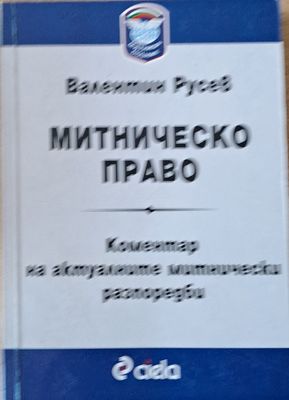 Валентин Русев
МИТНИЧЕСКО
ПРАВО
Коментар
на актуалните митнически
разпоредби
ciela